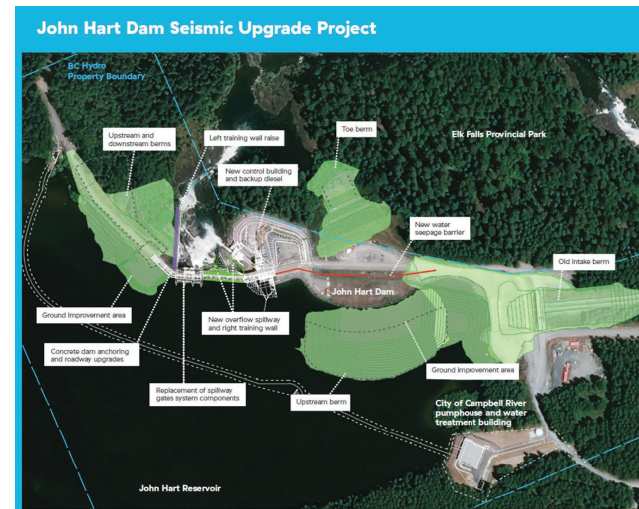 John Hart Dam Seismic Upgrade Project
BC Hydro
Property Boundary
Upstream and
downstream berms
Left training wall raise
Toe berm
Elk Falls Provincial Park
New control building
and backup diesel
New water
seepage barrier
Old intake berm
John Hart Dam
Ground improvement area
New overflow spillway
and right training wall
Concrete dam anchoring
and roadway upgrades
Ground improvement area
Replacement of spillway
gates system components
Upstream berm
City of Campbell River
pumphouse and water
treatment building
John Hart Reservoir